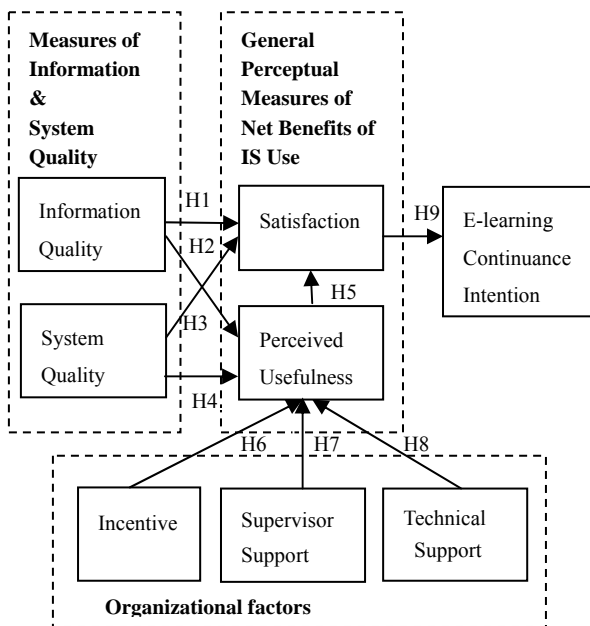 Measures of
Information
&
System
Quality
General
Perceptual
Measures of
Net Benefits of
IS Use
Information
Quality
H1
Satisfaction
H9
E-learning
Continuance
Intention
H2
H5
H3
System
Quality
H4
Perceived
Usefulness
H6
H7
H8
Incentive
Supervisor
Support
Technical
Support
Organizational factors